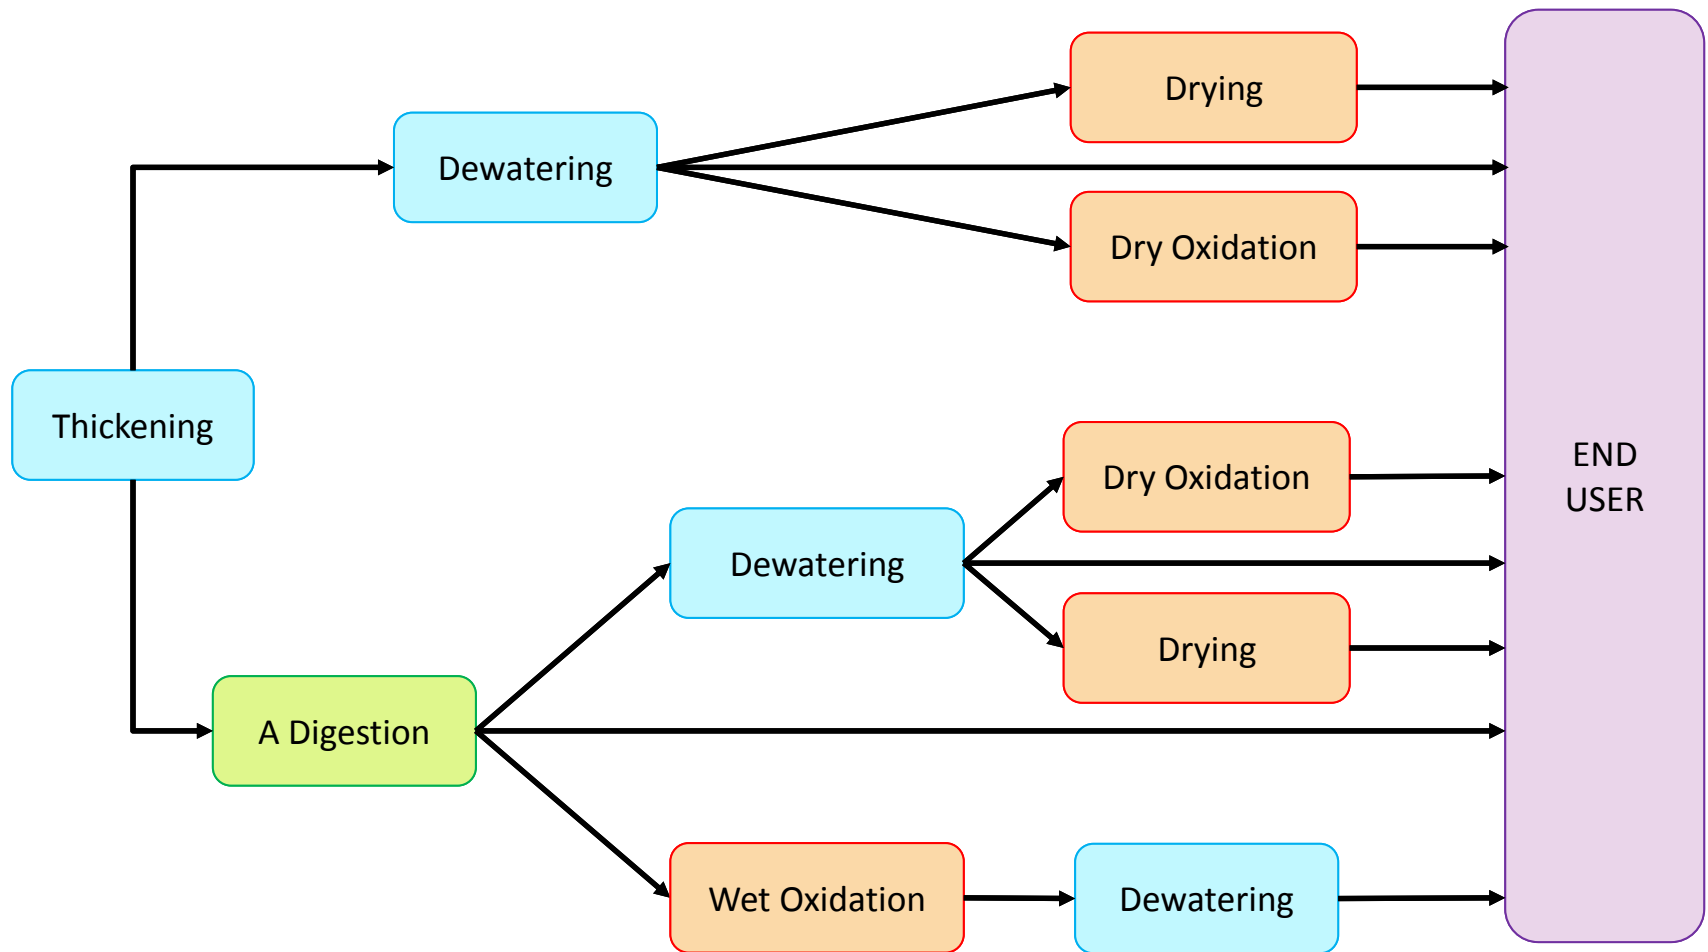 Drying
Dewatering
Dry Oxidation
Thickening
Dry Oxidation
END
USER
Dewatering
Drying
A Digestion
Wet Oxidation
Dewatering